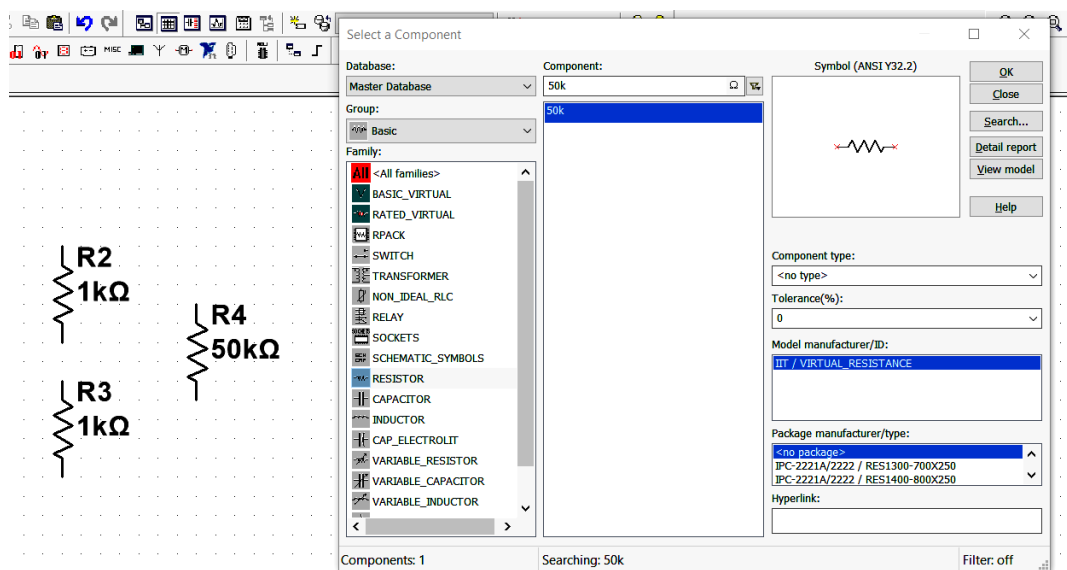 MISC
Select a Component
Database:
Master Database
Group:
Basic
Family:
All <All families>
BASIC_VIRTUAL
RATED_VIRTUAL
RPACK
SWITCH
TRANSFORMER
NON_IDEAL_RLC
RELAY
SOCKETS
SCHEMATIC_SYMBOLS
RESISTOR
CAPACITOR
INDUCTOR
CAP_ELECTROLIT
VARIABLE_RESISTOR
VARIABLE_CAPACITOR
VARIABLE_INDUCTOR
Component:
50k Ω
50k
Symbol (ANSI Y32.2)
OK
Close
Search...
Detail report
View model
Help
Component type:
<no type>
Tolerance(%):
0
Model manufacturer/ID:
IIT / VIRTUAL_RESISTANCE
Package manufacturer/type:
<no package>
IPC-2221A/2222 / RES1300-700X250
IPC-2221A/2222 / RES1400-800X250
Hyperlink:
Components: 1
Searching: 50k
Filter: off
R2
1kΩ
R4
50kΩ
R3
1kΩ